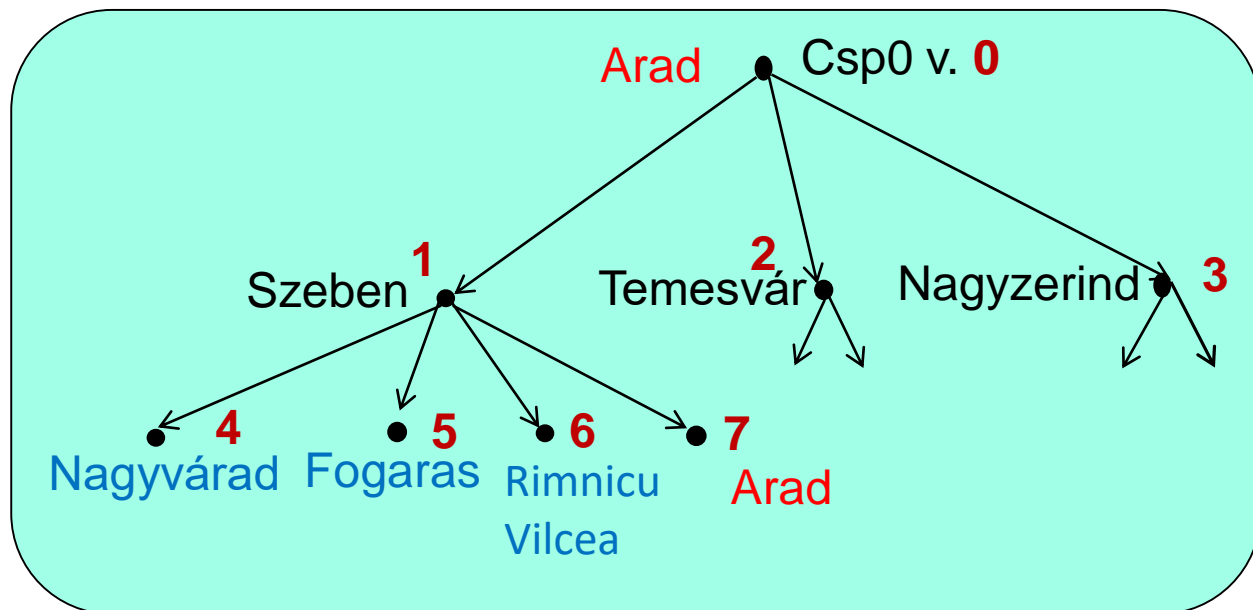 Arad
Csp0 v. 0
1
Szeben
2
Temesvár
Nagyzerind
3
4
Nagyvárad
5
Fogaras
6
Rimnicu
Vilcea
7
Arad